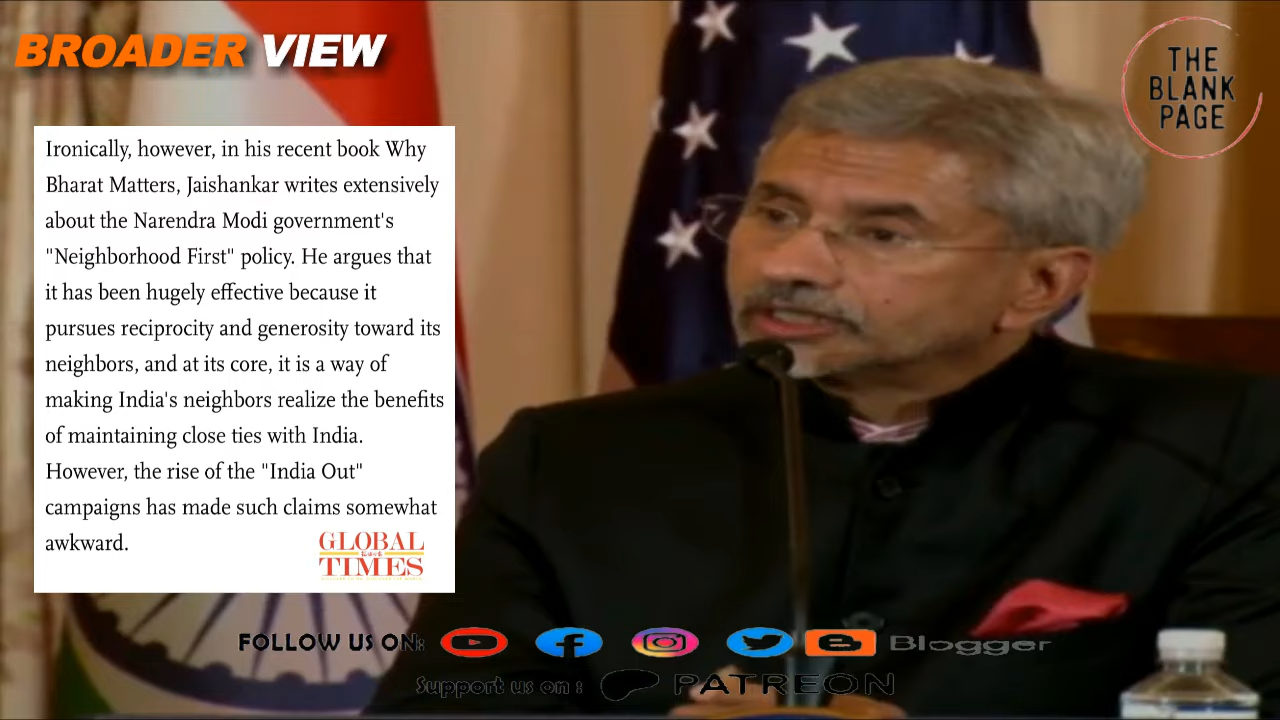 BROADER VIEW
THE
BLANK
PAGE
Ironically, however, in his recent book Why
Bharat Matters, Jaishankar writes extensively
about the Narendra Modi government's
"Neighborhood First" policy. He argues that
it has been hugely effective because it
pursues reciprocity and generosity toward its
neighbors, and at its core, it is a way of
making India's neighbors realize the benefits
of maintaining close ties with India.
However, the rise of the "India Out"
campaigns has made such claims somewhat
awkward.
GLOBAL
TIMES
FOLLOW US ON: Blogger
Support us on : PATREON